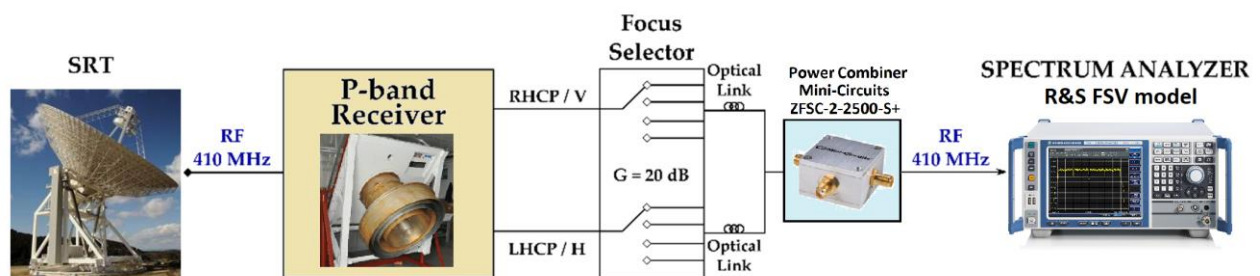 SRT
RF
410 MHz
P-band
Receiver
RHCP / V
LHCP / H
Focus
Selector
G = 20 dB
Optical
Link
Optical
Link
Power Combiner
Mini-Circuits
ZFSC-2-2500-S+
RF
410 MHz
SPECTRUM ANALYZER
R&S FSV model